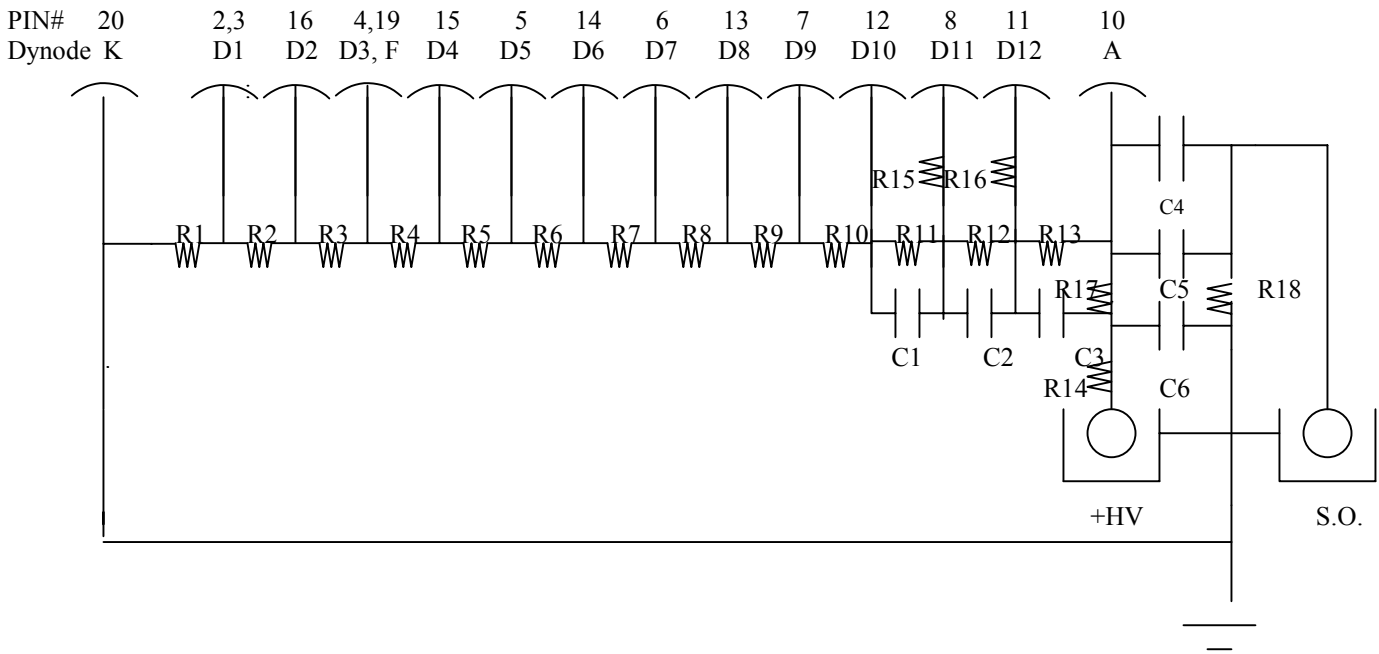 PIN# 20 2,3 16 4,19 15 5 14 6 13 7 12 8 11 10
Dynode K D1 D2 D3, F D4 D5 D6 D7 D8 D9 D10 D11 D12 A
R15 R16
C4
R1 R2 R3 R4 R5 R6 R7 R8 R9 R10 R11 R12 R13
R17 C5 R18
C1 C2 C3
R14 C6
+HV S.O.